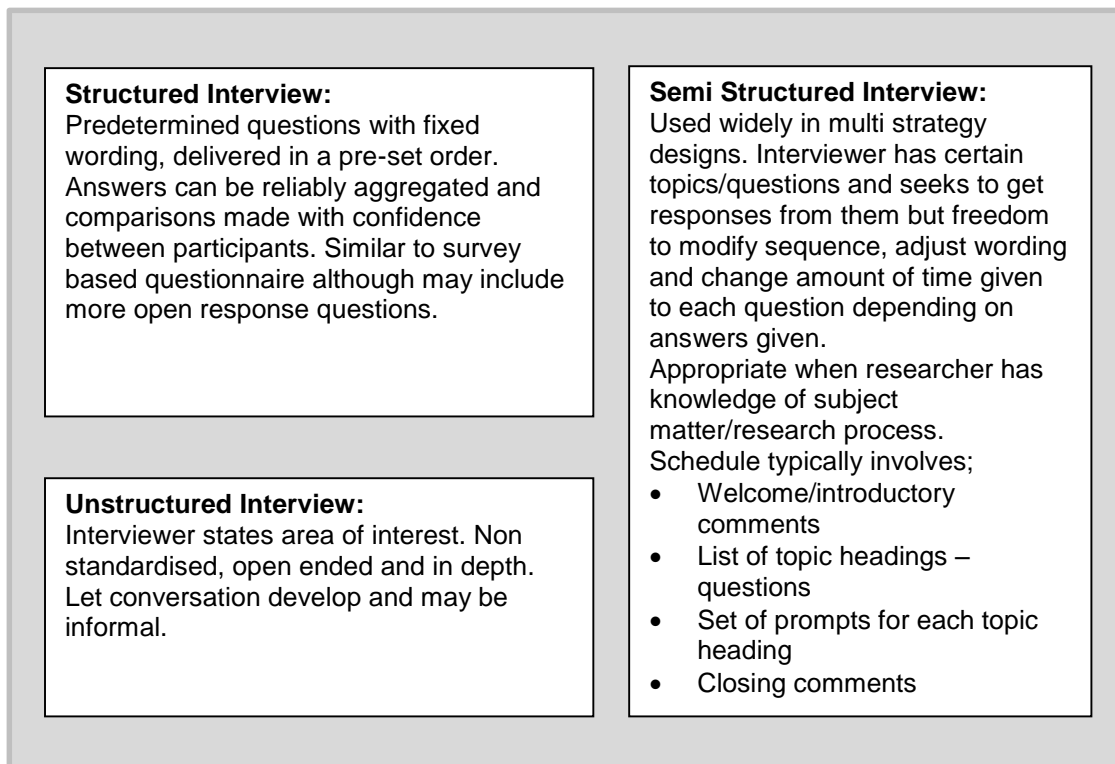 Structured Interview:
Predetermined questions with fixed
wording, delivered in a pre-set order.
Answers can be reliably aggregated and
comparisons made with confidence
between participants. Similar to survey
based questionnaire although may include
more open response questions.
Unstructured Interview:
Interviewer states area of interest. Non
standardised, open ended and in depth.
Let conversation develop and may be
informal.
Semi Structured Interview:
Used widely in multi strategy
designs. Interviewer has certain
topics/questions and seeks to get
responses from them but freedom
to modify sequence, adjust wording
and change amount of time given
to each question depending on
answers given.
Appropriate when researcher has
knowledge of subject
matter/research process.
Schedule typically involves;
• Welcome/introductory
comments
• List of topic headings –
questions
• Set of prompts for each topic
heading
• Closing comments